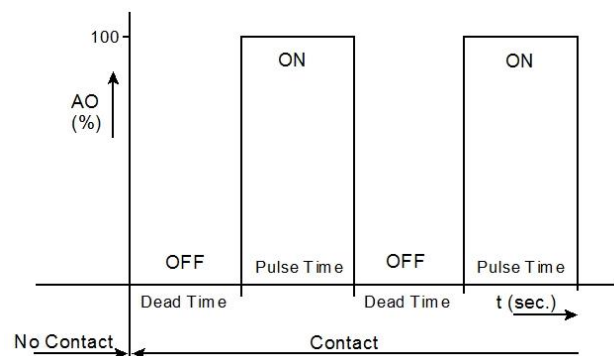 100
AO
(%)
ON
ON
OFF
Pulse Time
OFF
Pulse Time
Dead Time
Dead Time
t (sec.)
No Contact
Contact